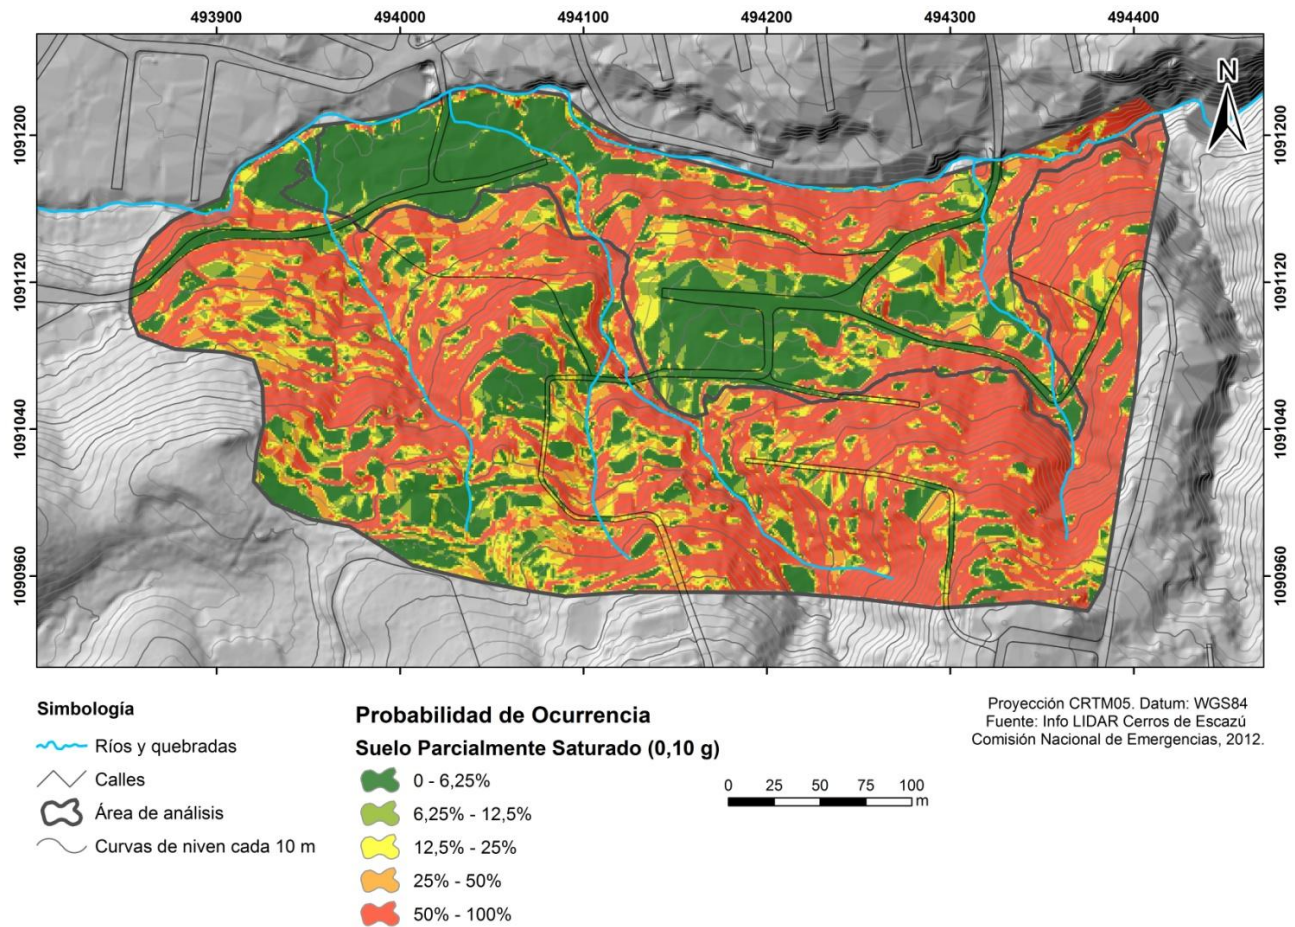 493900 494000 494100 494200 494300 494400
1091200 1091200
N
1091120 1091120
1091040 1091040
1090960 1090960
Simbología
Ríos y quebradas
Calles
Área de análisis
Curvas de niven cada 10 m
Probabilidad de Ocurrencia
Suelo Parcialmente Saturado (0,10 g)
0 - 6,25%
6,25% - 12,5%
12,5% - 25%
25% - 50%
50% - 100%
0 25 50 75 100
m
Proyección CRTM05. Datum: WGS84
Fuente: Info LIDAR Cerros de Escazú
Comisión Nacional de Emergencias, 2012.